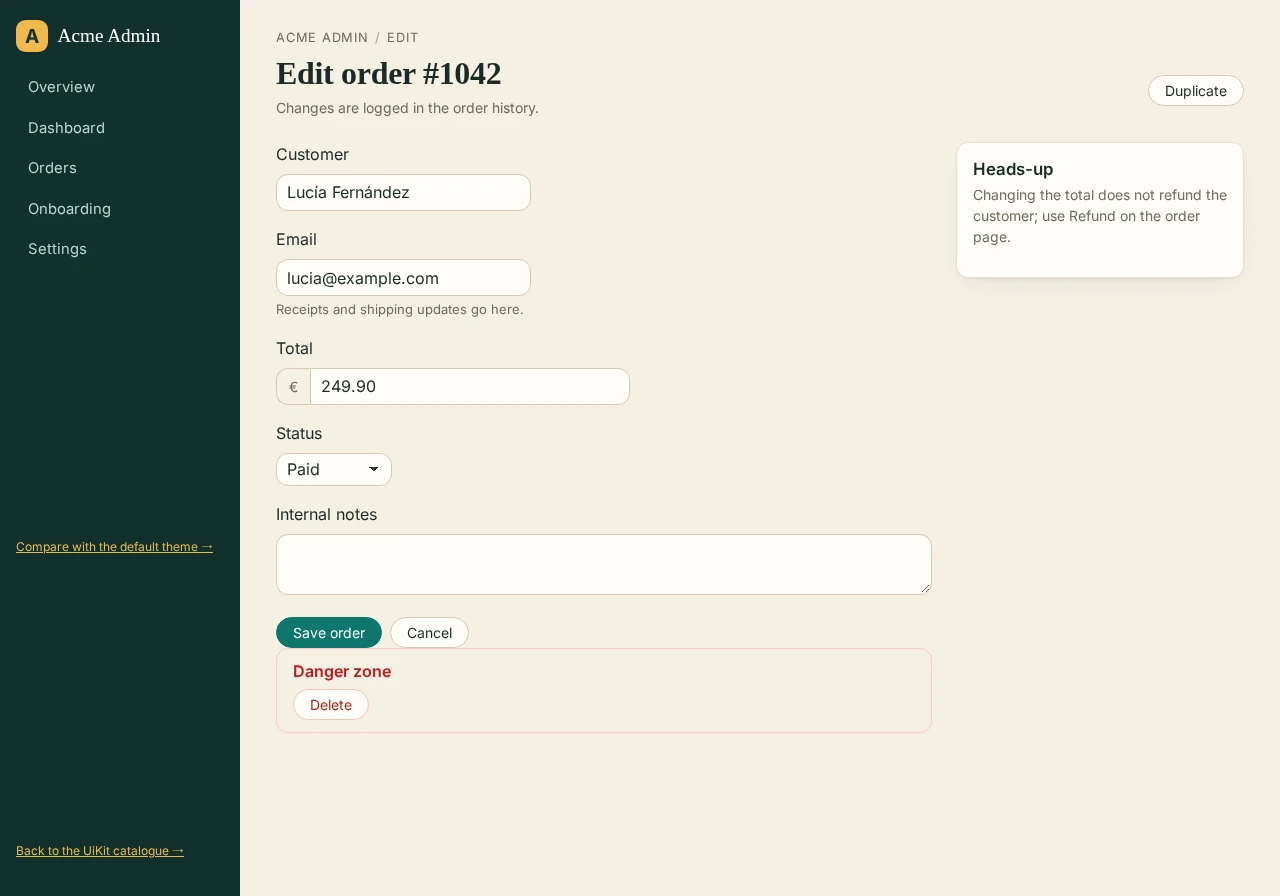 A
Acme Admin
Overview
Dashboard
Orders
Onboarding
Settings
Compare with the default theme →
Back to the UiKit catalogue →
ACME ADMIN / EDIT
Edit order #1042
Changes are logged in the order history.
Duplicate
Customer
Lucía Fernández
Email
lucia@example.com
Receipts and shipping updates go here.
Total
€ 249.90
Status
Paid
Internal notes
Save order Cancel
Danger zone
Delete
Heads-up
Changing the total does not refund the
customer; use Refund on the order
page.